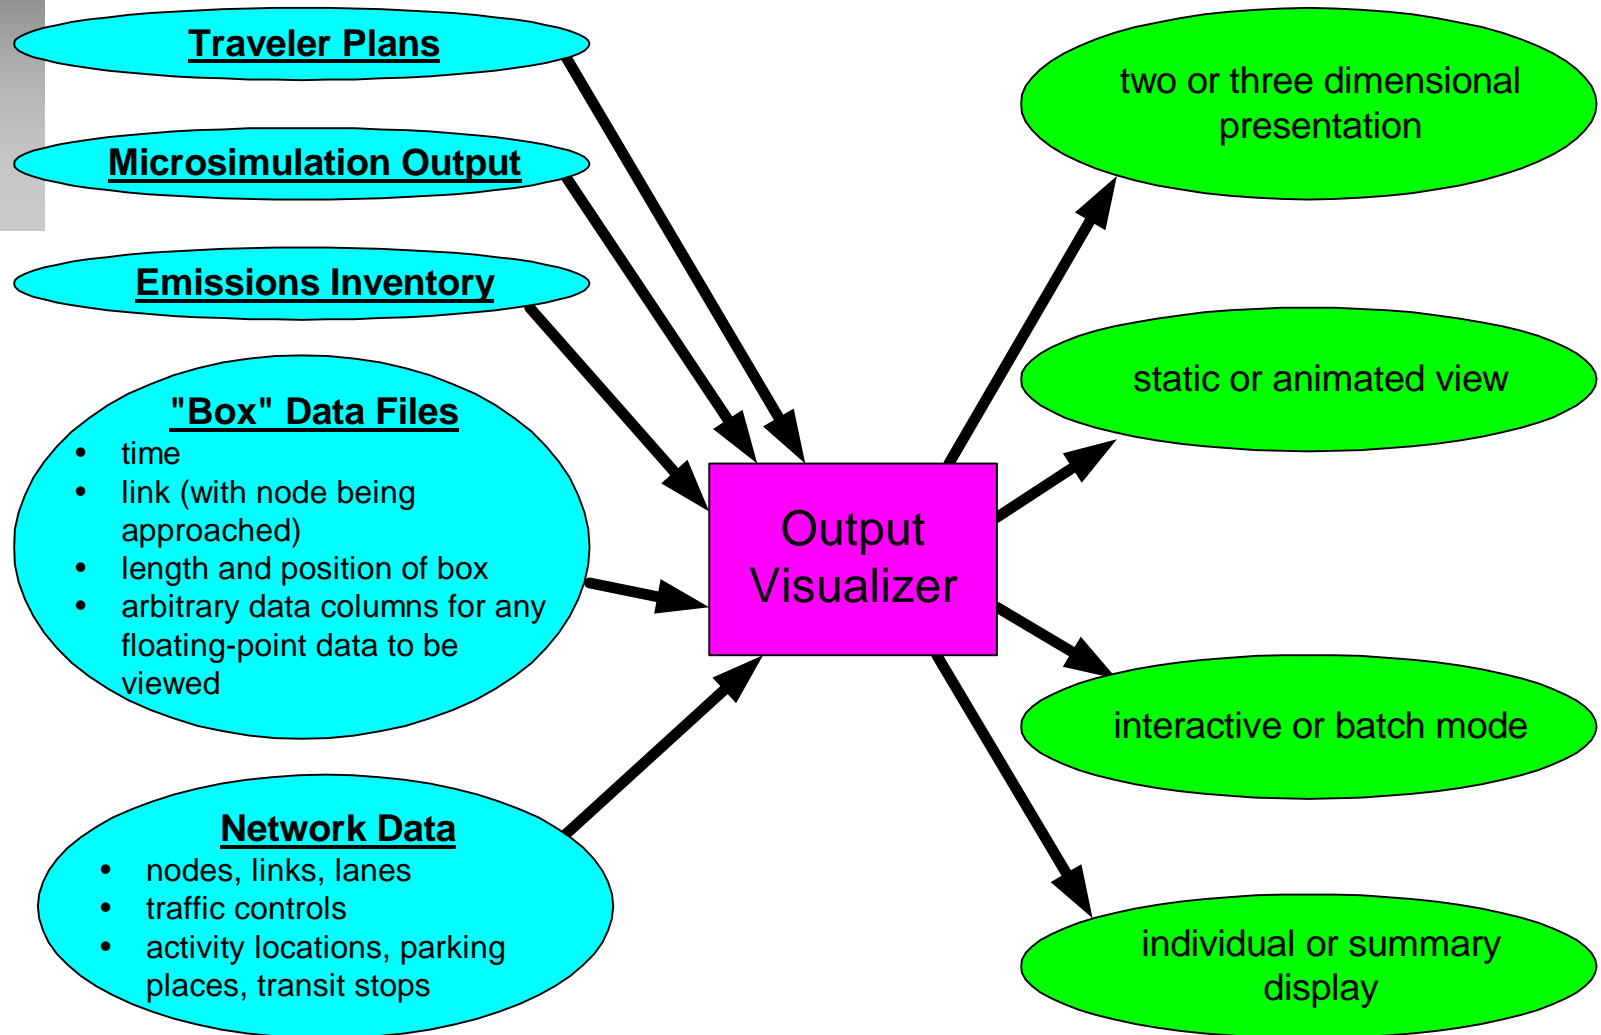 Traveler Plans
Microsimulation Output
Emissions Inventory
"Box" Data Files
• time
• link (with node being
approached)
• length and position of box
• arbitrary data columns for any
floating-point data to be
viewed
Network Data
• nodes, links, lanes
• traffic controls
• activity locations, parking
places, transit stops
Output
Visualizer
two or three dimensional
presentation
static or animated view
interactive or batch mode
individual or summary
display